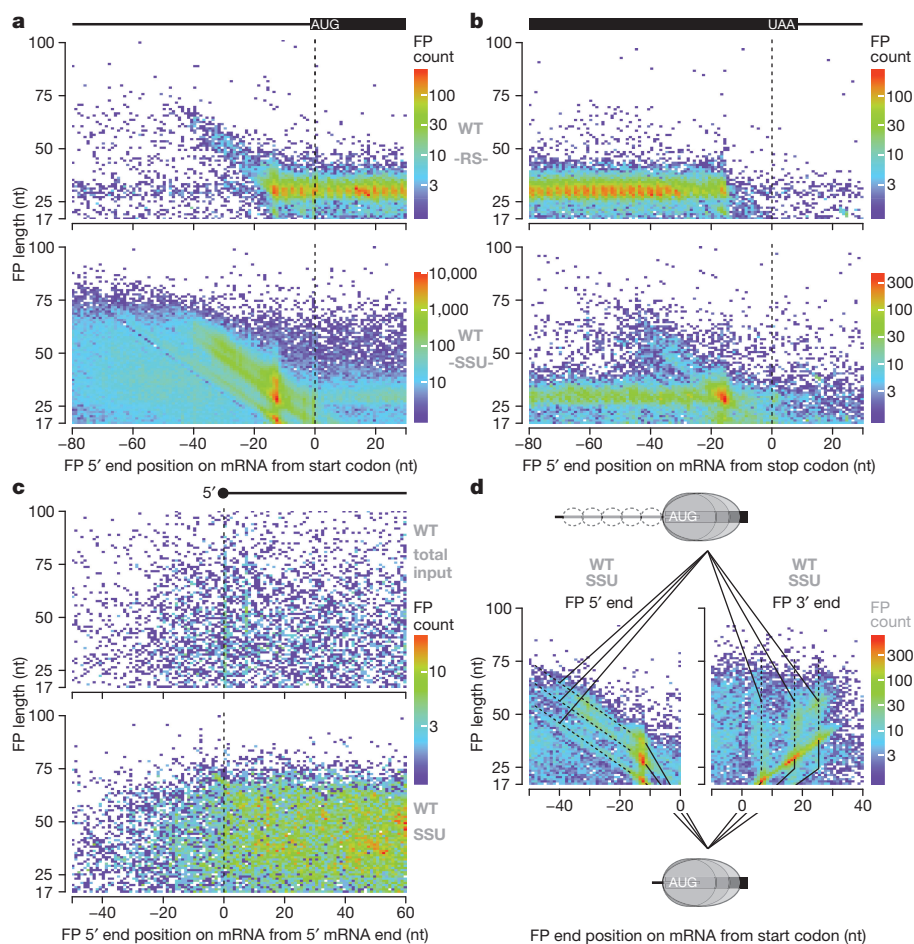 a
AUG
100
75
50
25
17
FP length (nt)
WT
-RS-
FP
count
100
30
10
3
100
75
50
25
17
WT
-SSU-
10,000
1,000
100
10
−80 −60 −40 −20 0 20
FP 5′ end position on mRNA from start codon (nt)
b
UAA
100
75
50
25
17
WT
-RS-
FP
count
300
100
30
10
3
100
75
50
25
17
WT
-SSU-
300
100
30
10
3
−80 −60 −40 −20 0 20
FP 5′ end position on mRNA from stop codon (nt)
c
5′
100
75
50
25
17
FP length (nt)
WT
total
input
FP
count
10
3
1
100
75
50
25
17
WT
SSU
−40 −20 0 20 40 60
FP 5′ end position on mRNA from 5′ mRNA end (nt)
d
AUG
WT
SSU
FP 5′ end
WT
SSU
FP 3′ end
100
75
50
25
17
FP length (nt)
FP
count
300
100
30
10
3
1
−40 −20 0
0 20 40
AUG
FP end position on mRNA from start codon (nt)